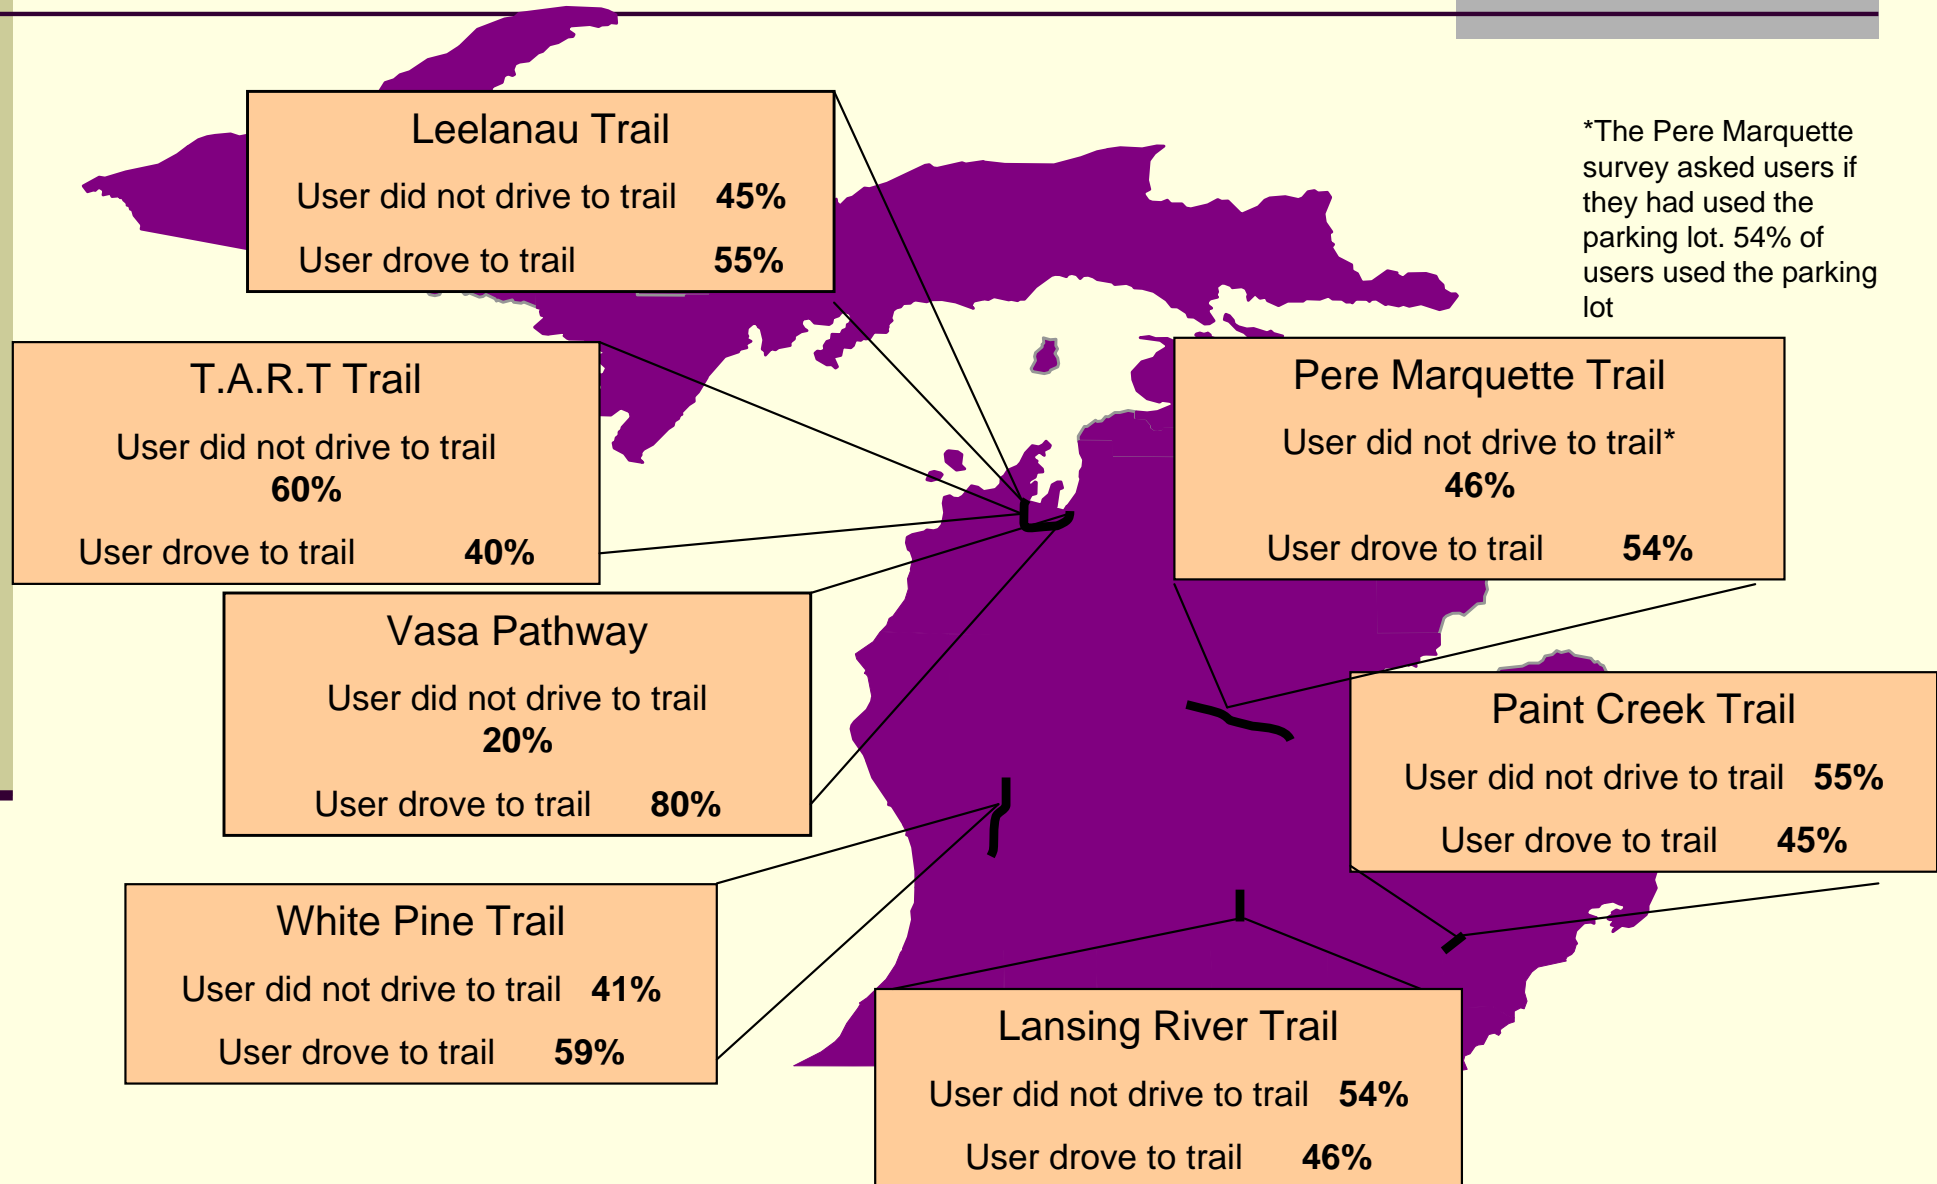 Leelanau Trail
User did not drive to trail 45%
User drove to trail 55%
*The Pere Marquette
survey asked users if
they had used the
parking lot. 54% of
users used the parking
lot
T.A.R.T Trail
User did not drive to trail
60%
User drove to trail 40%
Pere Marquette Trail
User did not drive to trail*
46%
User drove to trail 54%
Vasa Pathway
User did not drive to trail
20%
User drove to trail 80%
Paint Creek Trail
User did not drive to trail 55%
User drove to trail 45%
White Pine Trail
User did not drive to trail 41%
User drove to trail 59%
Lansing River Trail
User did not drive to trail 54%
User drove to trail 46%